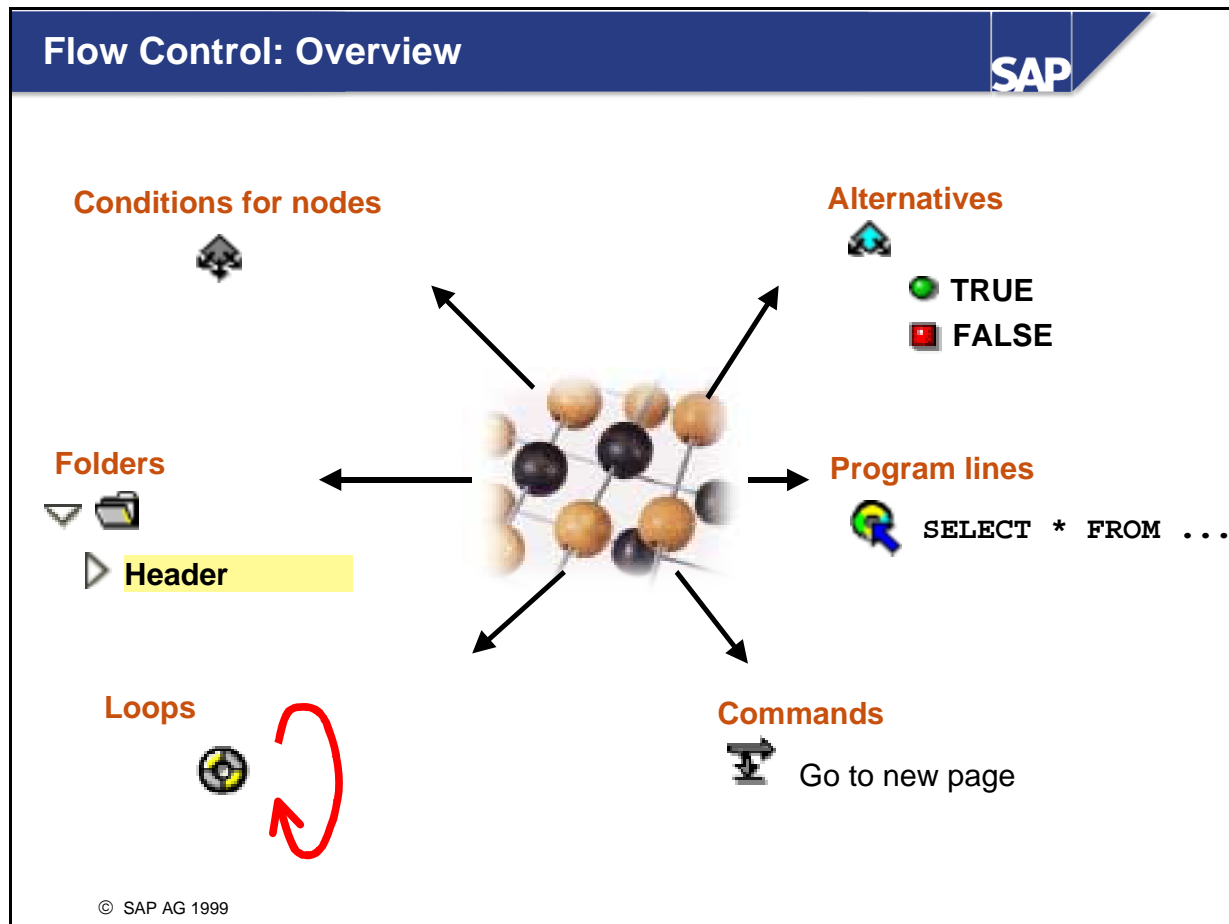 Flow Control: Overview
SAP
Conditions for nodes
Alternatives
TRUE
FALSE
Folders
Header
Program lines
SELECT * FROM ...
Loops
Commands
Go to new page
© SAP AG 1999